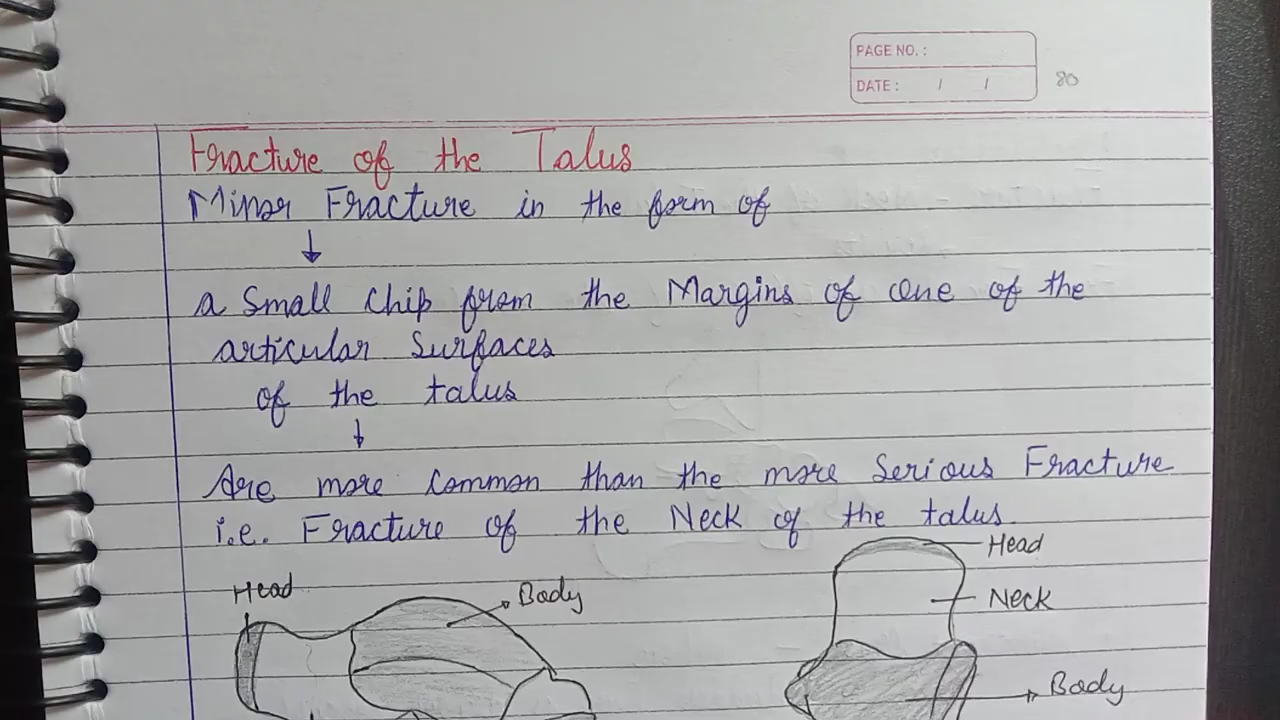 PAGE NO. :
DATE : / /
80
Fracture of the Talus
Minor Fracture in the form of
↓
a Small chip from the Margins of one of the
articular Surfaces
of the talus
↓
Are more Common than the more Serious Fracture
i.e. Fracture of the Neck of the talus.
Head
Head
Body
Neck
Body